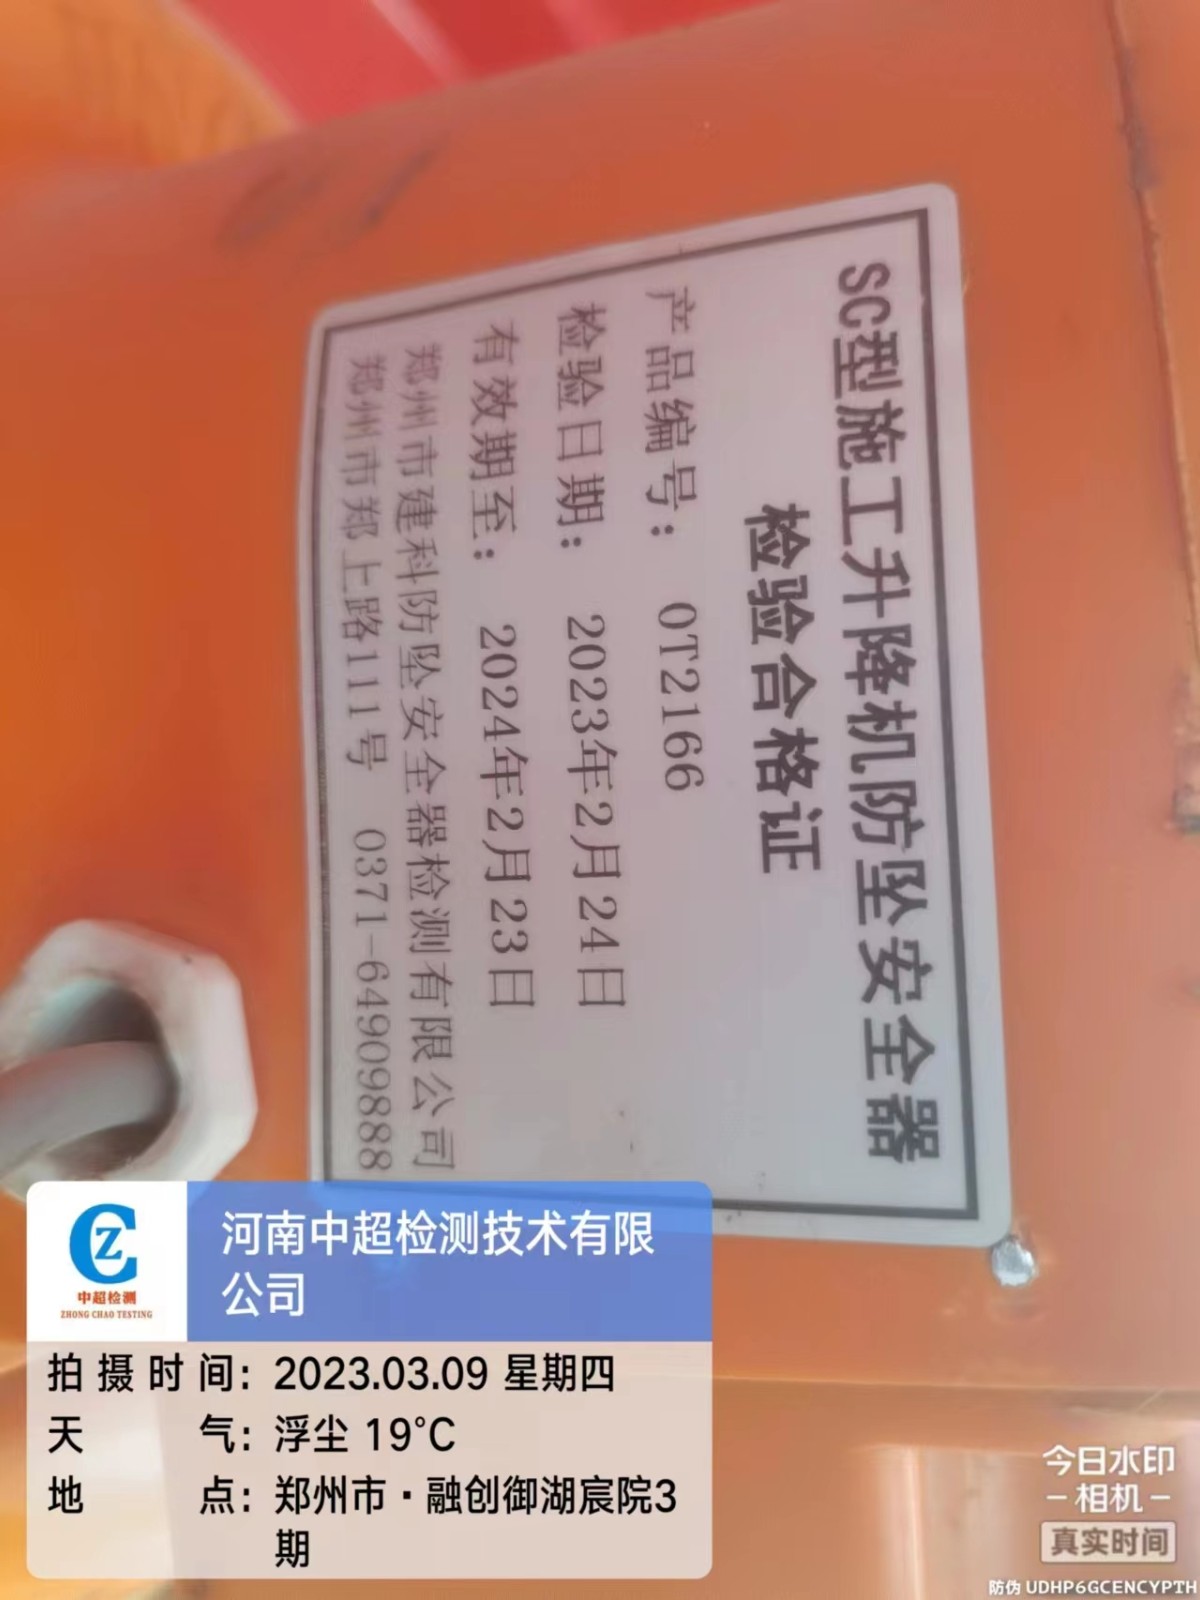 SC型施工升降机防坠安全器
检验合格证
产品编号: 0T2166
检验日期: 2023年2月24日
有效期至: 2024年2月23日
郑州市建科防坠安全器检测有限公司
郑州市郑上路111号 0371-64909888
CZ
中超检测
ZHONG CHAO TESTING
河南中超检测技术有限
公司
拍摄时间: 2023.03.09 星期四
天气: 浮尘 19℃
地点: 郑州市·融创御湖宸院3
期
今日水印
-相机-
真实时间
防伪 UDHP6GCENCYPTH